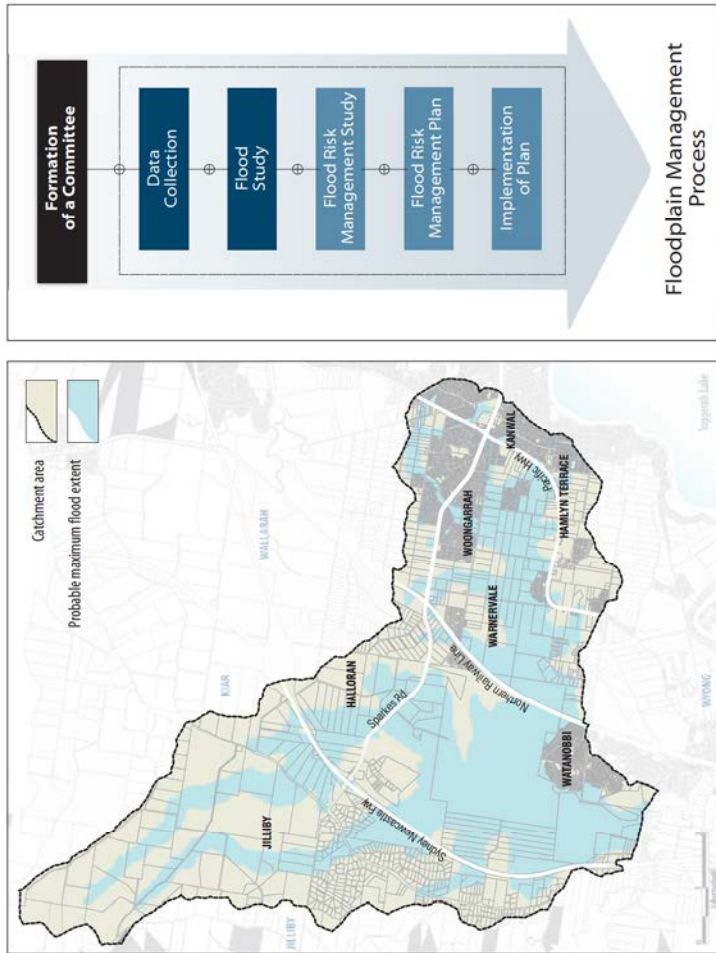 Catchment area
Probable maximum flood extent
WALLARAH
KIAR
JILLIBY
JILLIBY
HALLORAN
Sparkes Rd
Sydney Newcastle Fwy
Northern Railway Line
WOONGARRAH
WARNERVALE
KANWAL
Pacific Hwy
HAMLYN TERRACE
WATANOBBI
WYONG
Tuggerah Lake
Formation
of a Committee
Data
Collection
Flood
Study
Flood Risk
Management Study
Flood Risk
Management Plan
Implementation
of Plan
Floodplain Management
Process